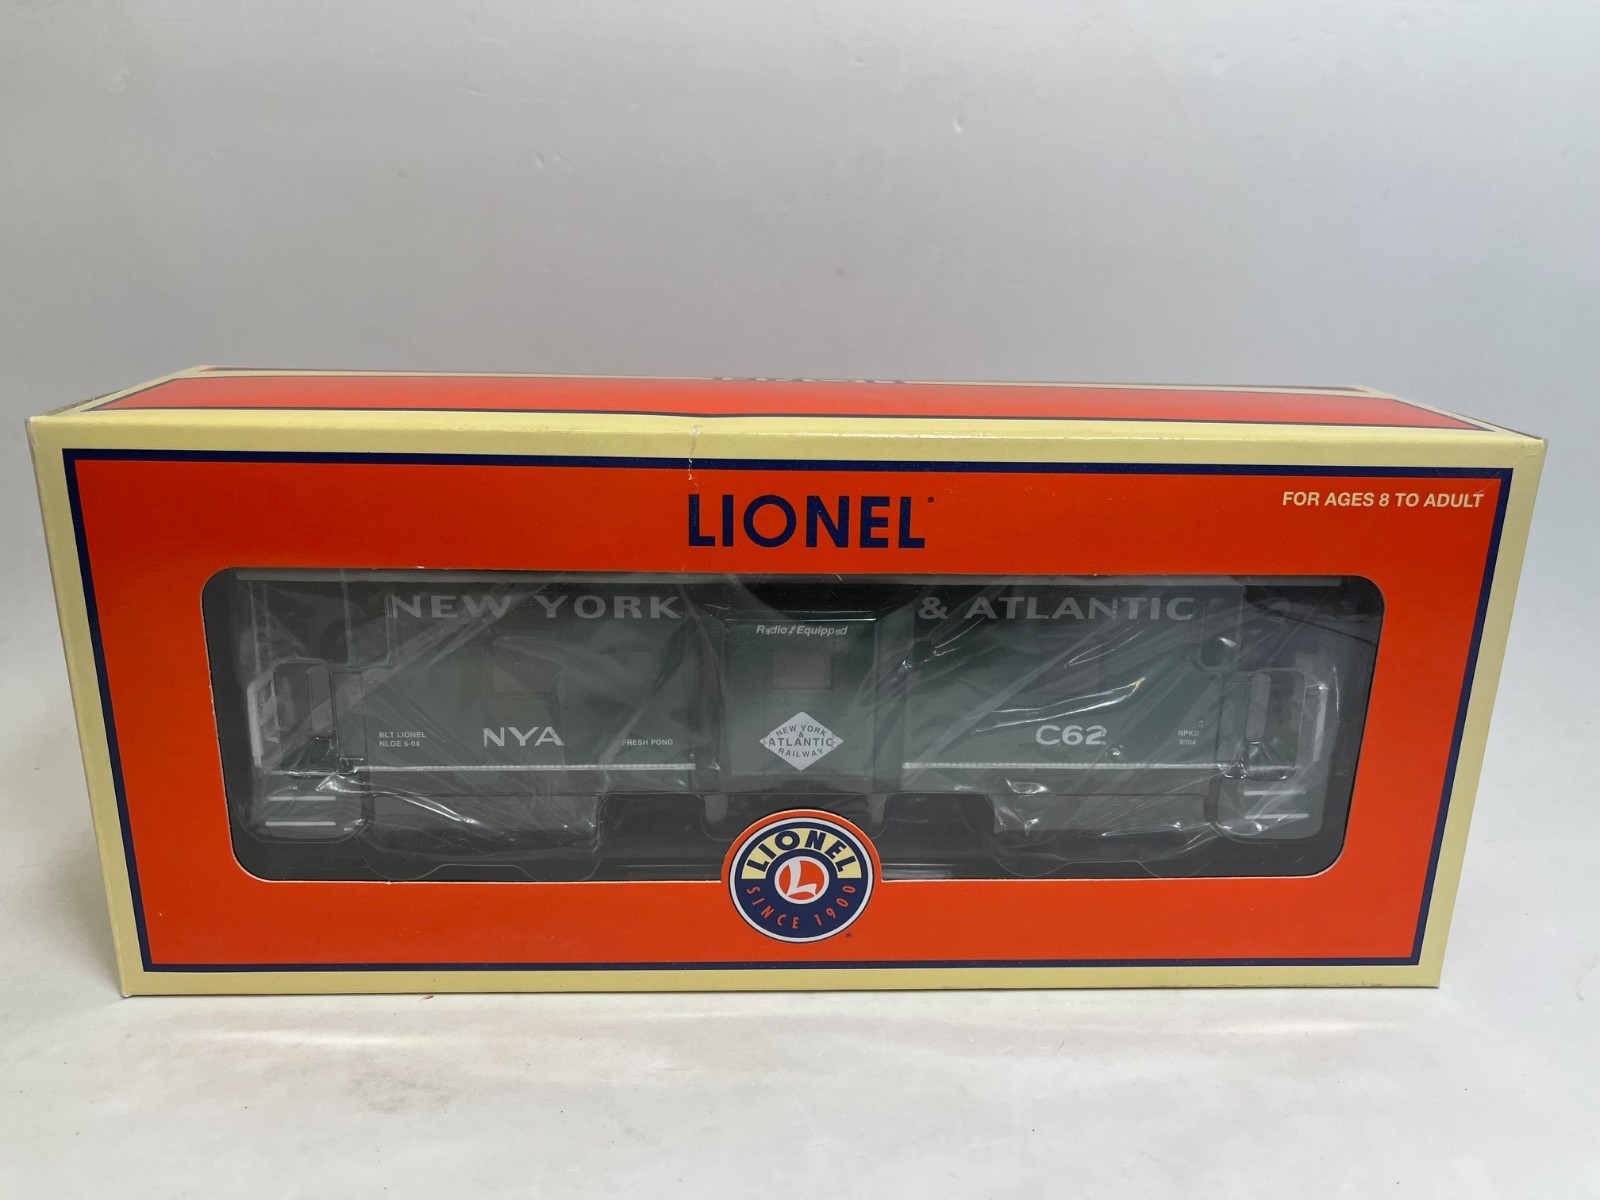 LIONEL
FOR AGES 8 TO ADULT
NEW YORK & ATLANTIC
Radio Equipped
BLT LIONEL
NLOE 6-04
NYA
FRESH POND
NEW YORK
&
ATLANTIC
RAILWAY
C62
RPKD
LIONEL
L
SINCE 1900